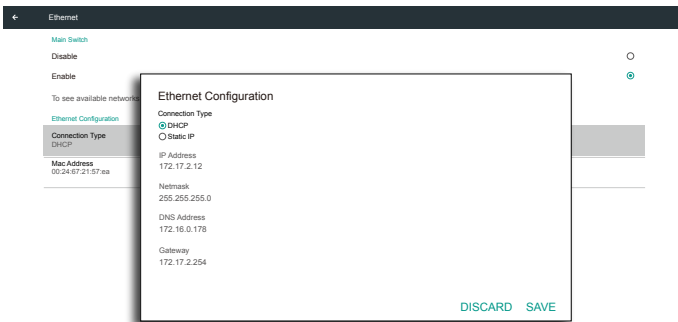 Ethernet
Main Switch
Disable
Enable
To see available networks
Ethernet Configuration
Connection Type
DHCP
Mac Address
00:24:67:21:57:ea
Ethernet Configuration
Connection Type
DHCP
Static IP
IP Address
172.17.2.12
Netmask
255.255.255.0
DNS Address
172.16.0.178
Gateway
172.17.2.254
DISCARD SAVE